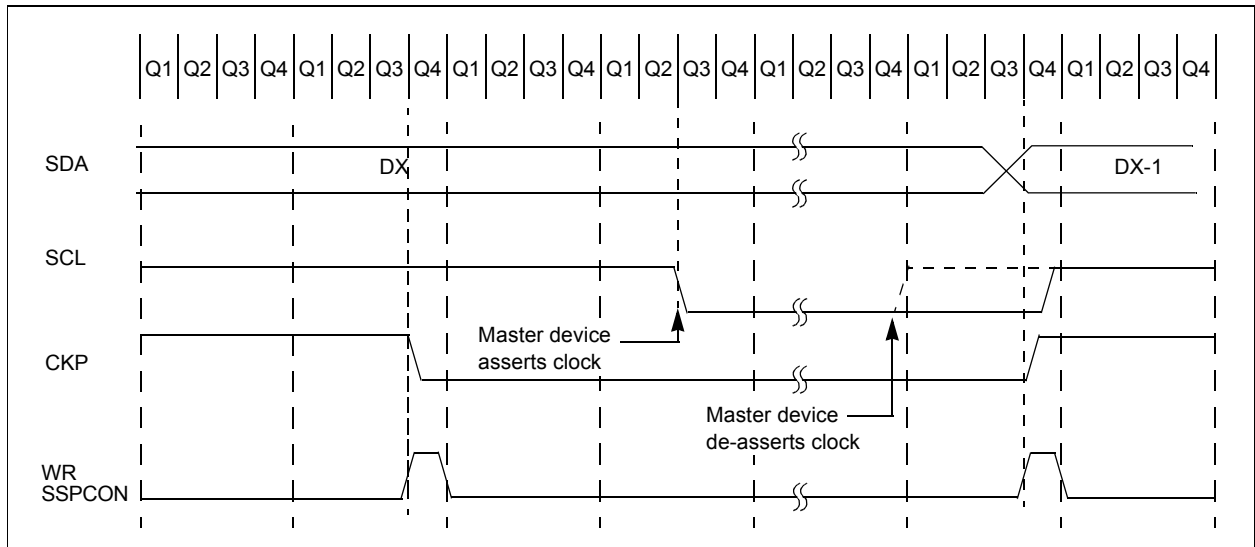 Q1 Q2 Q3 Q4 Q1 Q2 Q3 Q4 Q1 Q2 Q3 Q4 Q1 Q2 Q3 Q4 Q1 Q2 Q3 Q4 Q1 Q2 Q3 Q4 Q1 Q2 Q3 Q4
SDA DX DX-1
SCL
Master device
asserts clock
CKP
Master device
de-asserts clock
WR
SSPCON